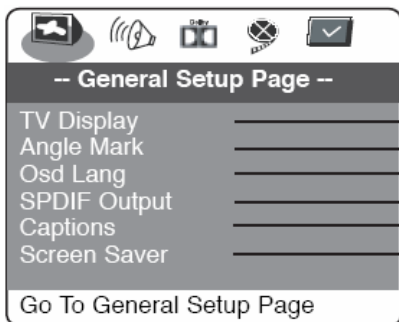 -- General Setup Page --
TV Display
Angle Mark
Osd Lang
SPDIF Output
Captions
Screen Saver
Go To General Setup Page